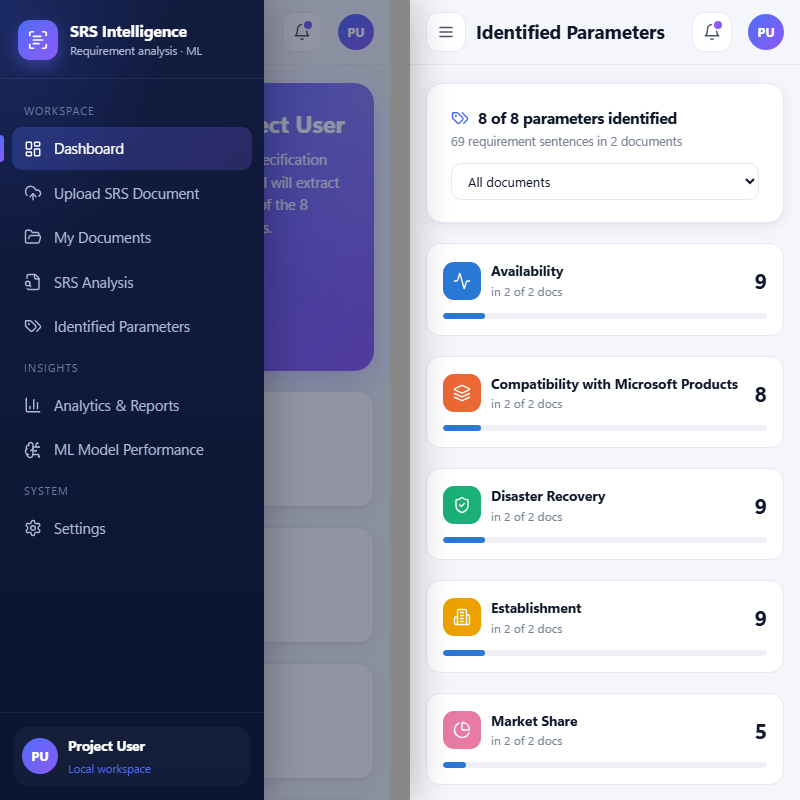 SRS Intelligence
Requirement analysis · ML
WORKSPACE
Dashboard
Upload SRS Document
My Documents
SRS Analysis
Identified Parameters
INSIGHTS
Analytics & Reports
ML Model Performance
SYSTEM
Settings
PU
Project User
Local workspace
PU
ect User
ecification
will extract
of the 8
s.
Identified Parameters
PU
8 of 8 parameters identified
69 requirement sentences in 2 documents
All documents
Availability
in 2 of 2 docs
9
Compatibility with Microsoft Products
in 2 of 2 docs
8
Disaster Recovery
in 2 of 2 docs
9
Establishment
in 2 of 2 docs
9
Market Share
in 2 of 2 docs
5